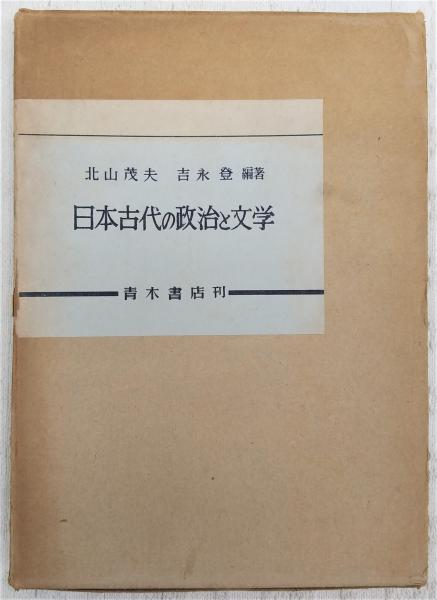 北山茂夫 吉永登 編著
日本古代の政治と文学
青木書店刊